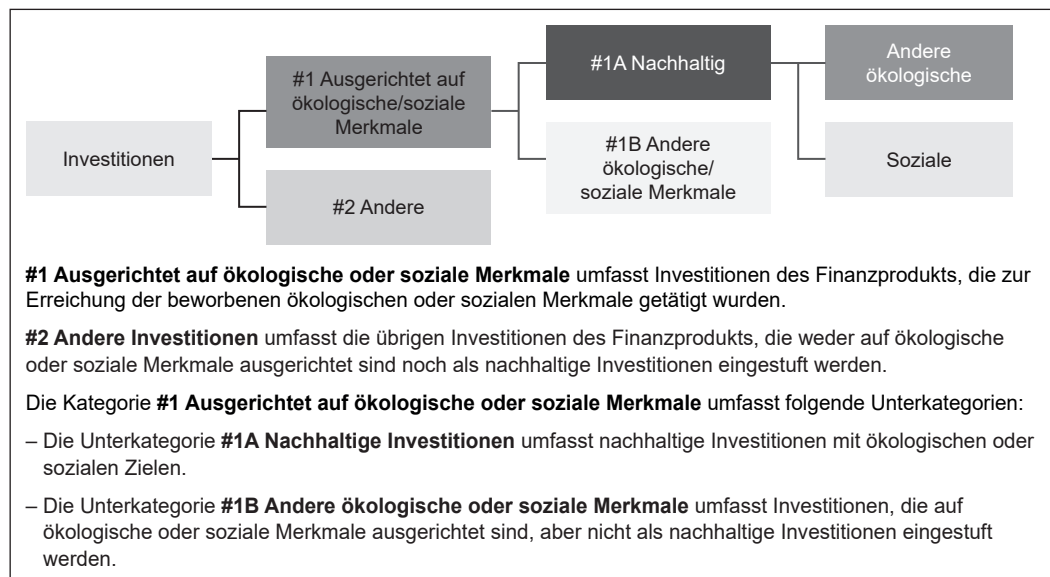 Investitionen
#1 Ausgerichtet auf
ökologische/soziale
Merkmale
#2 Andere
#1A Nachhaltig
#1B Andere
ökologische/
soziale Merkmale
Andere
ökologische
Soziale
#1 Ausgerichtet auf ökologische oder soziale Merkmale umfasst Investitionen des Finanzprodukts, die zur
Erreichung der beworbenen ökologischen oder sozialen Merkmale getätigt wurden.
#2 Andere Investitionen umfasst die übrigen Investitionen des Finanzprodukts, die weder auf ökologische
oder soziale Merkmale ausgerichtet sind noch als nachhaltige Investitionen eingestuft werden.
Die Kategorie #1 Ausgerichtet auf ökologische oder soziale Merkmale umfasst folgende Unterkategorien:
– Die Unterkategorie #1A Nachhaltige Investitionen umfasst nachhaltige Investitionen mit ökologischen oder
sozialen Zielen.
– Die Unterkategorie #1B Andere ökologische oder soziale Merkmale umfasst Investitionen, die auf
ökologische oder soziale Merkmale ausgerichtet sind, aber nicht als nachhaltige Investitionen eingestuft
werden.